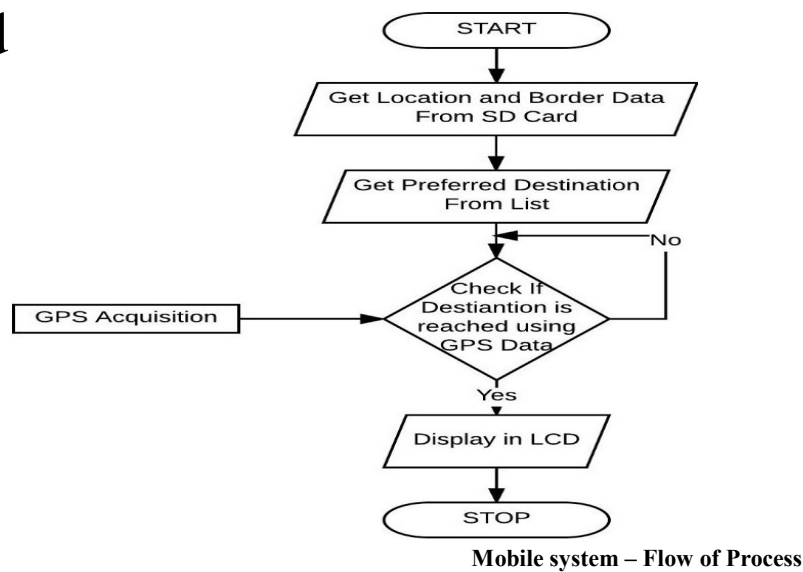 START
Get Location and Border Data
From SD Card
Get Preferred Destination
From List
No
Check If
Destiantion is
reached using
GPS Data
GPS Acquisition
Yes
Display in LCD
STOP
Mobile system – Flow of Process